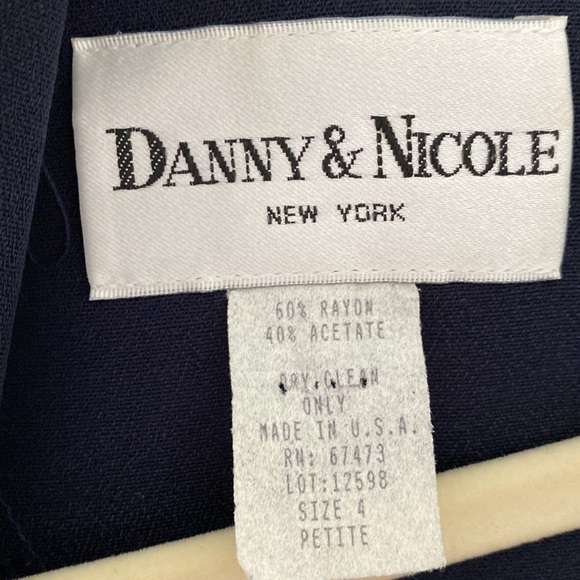 DANNY & NICOLE
NEW YORK
60% RAYON
40% ACETATE
DRY CLEAN
ONLY
MADE IN U.S.A.
RN: 67473
LOT:12598
SIZE 4
PETITE